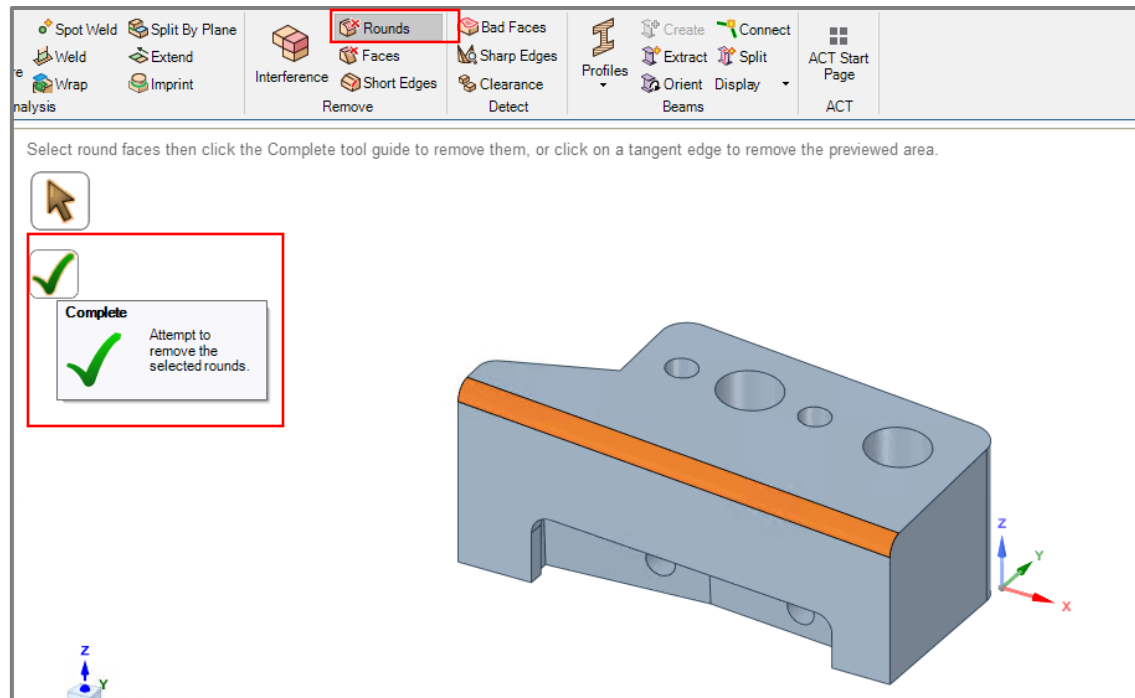 Spot Weld Split By Plane Rounds Bad Faces Create Connect
Weld Extend Interference Faces Sharp Edges Profiles Extract Split ACT Start Page
e Wrap Imprint Short Edges Clearance Orient Display
nalysis Remove Detect Beams ACT
Select round faces then click the Complete tool guide to remove them, or click on a tangent edge to remove the previewed area.
Complete
Attempt to
remove the
selected rounds.
Z
Y
X
Z
Y